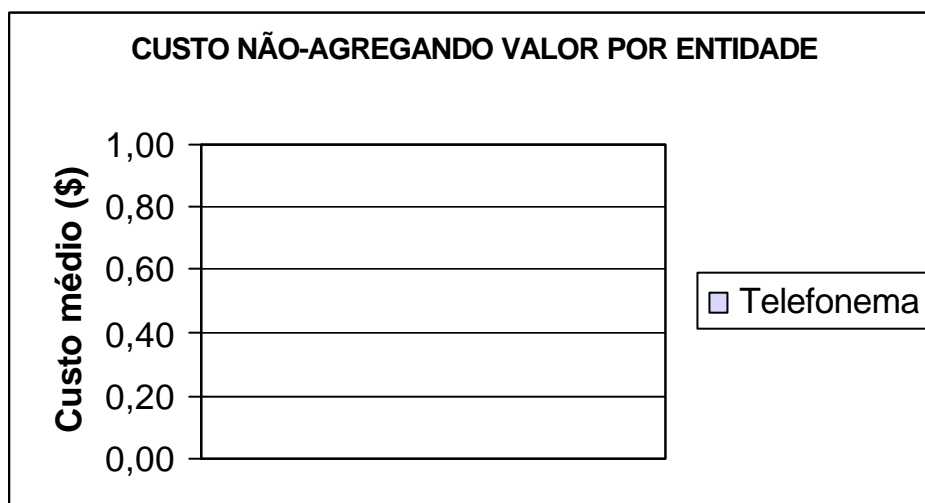 CUSTO NÃO-AGREGANDO VALOR POR ENTIDADE
Custo médio ($)
1,00
0,80
0,60
0,40
0,20
0,00
Telefonema